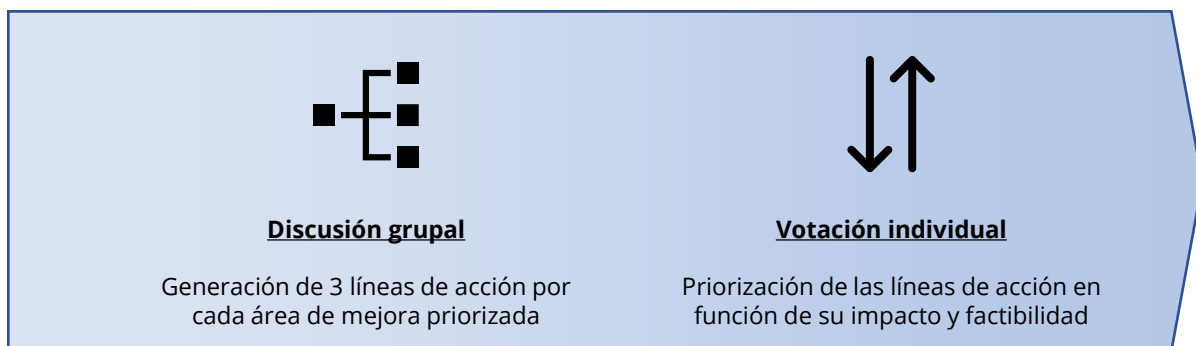 Discusión grupal
Generación de 3 líneas de acción por
cada área de mejora priorizada
Votación individual
Priorización de las líneas de acción en
función de su impacto y factibilidad